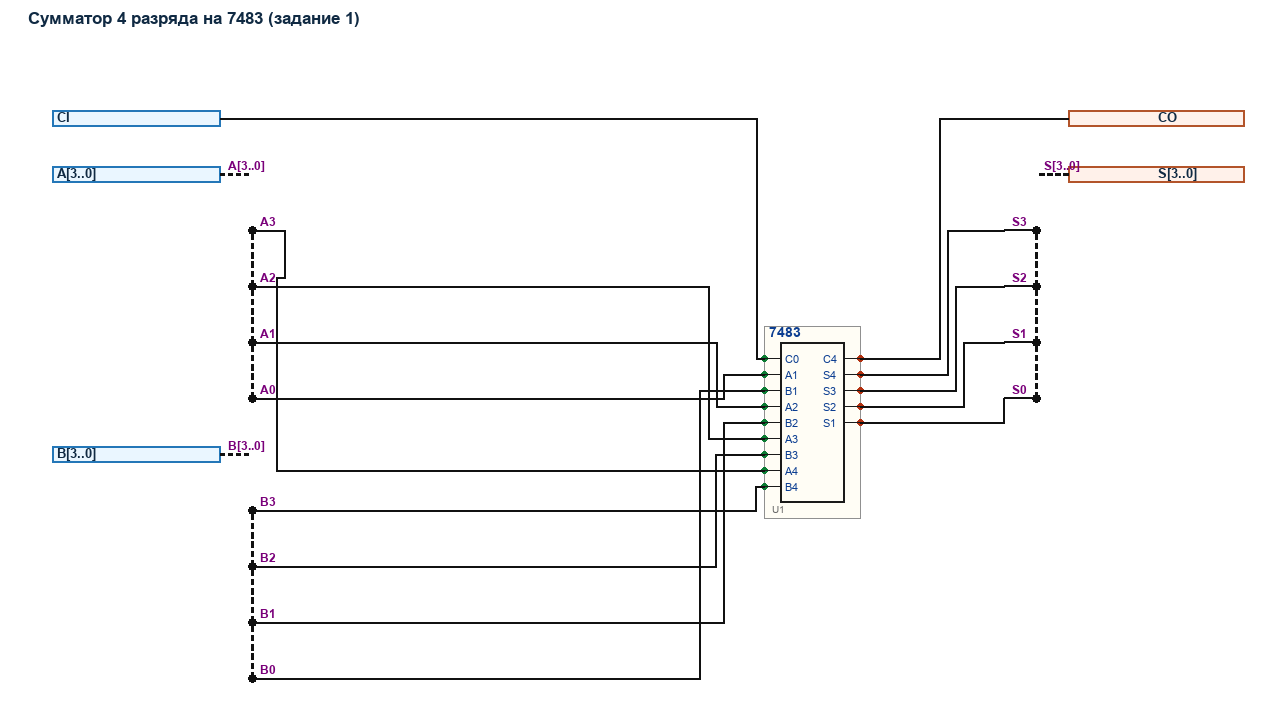 Сумматор 4 разряда на 7483 (задание 1)
CI
CO
A[3..0]
A[3..0]
S[3..0]
S[3..0]
A3
A2
A1
A0
S3
S2
S1
S0
7483
C0
A1
B1
A2
B2
A3
B3
A4
B4
C4
S4
S3
S2
S1
U1
B[3..0]
B[3..0]
B3
B2
B1
B0